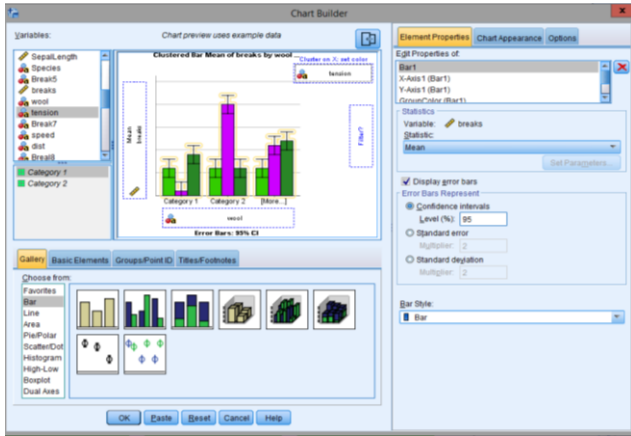 Chart Builder
Variables:
Chart preview uses example data
SepalLength
Species
Break5
breaks
wool
tension
Break7
speed
dist
Break8
Category 1
Category 2
Clustered Bar Mean of breaks by wool
Cluster on X: set color
tension
Filter?
Mean
breaks
Category 1 Category 2 [More...]
wool
Error Bars: 95% CI
Gallery Basic Elements Groups/Point ID Titles/Footnotes
Choose from:
Favorites
Bar
Line
Area
Pie/Polar
Scatter/Dot
Histogram
High-Low
Boxplot
Dual Axes
OK Paste Reset Cancel Help
Element Properties Chart Appearance Options
Edit Properties of:
Bar1
X-Axis1 (Bar1)
Y-Axis1 (Bar1)
GroupColor (Bar1)
Statistics
Variable: breaks
Statistic:
Mean
Set Parameters...
Display error bars
Error Bars Represent
Confidence intervals
Level (%): 95
Standard error
Multiplier: 2
Standard deviation
Multiplier: 2
Bar Style:
Bar